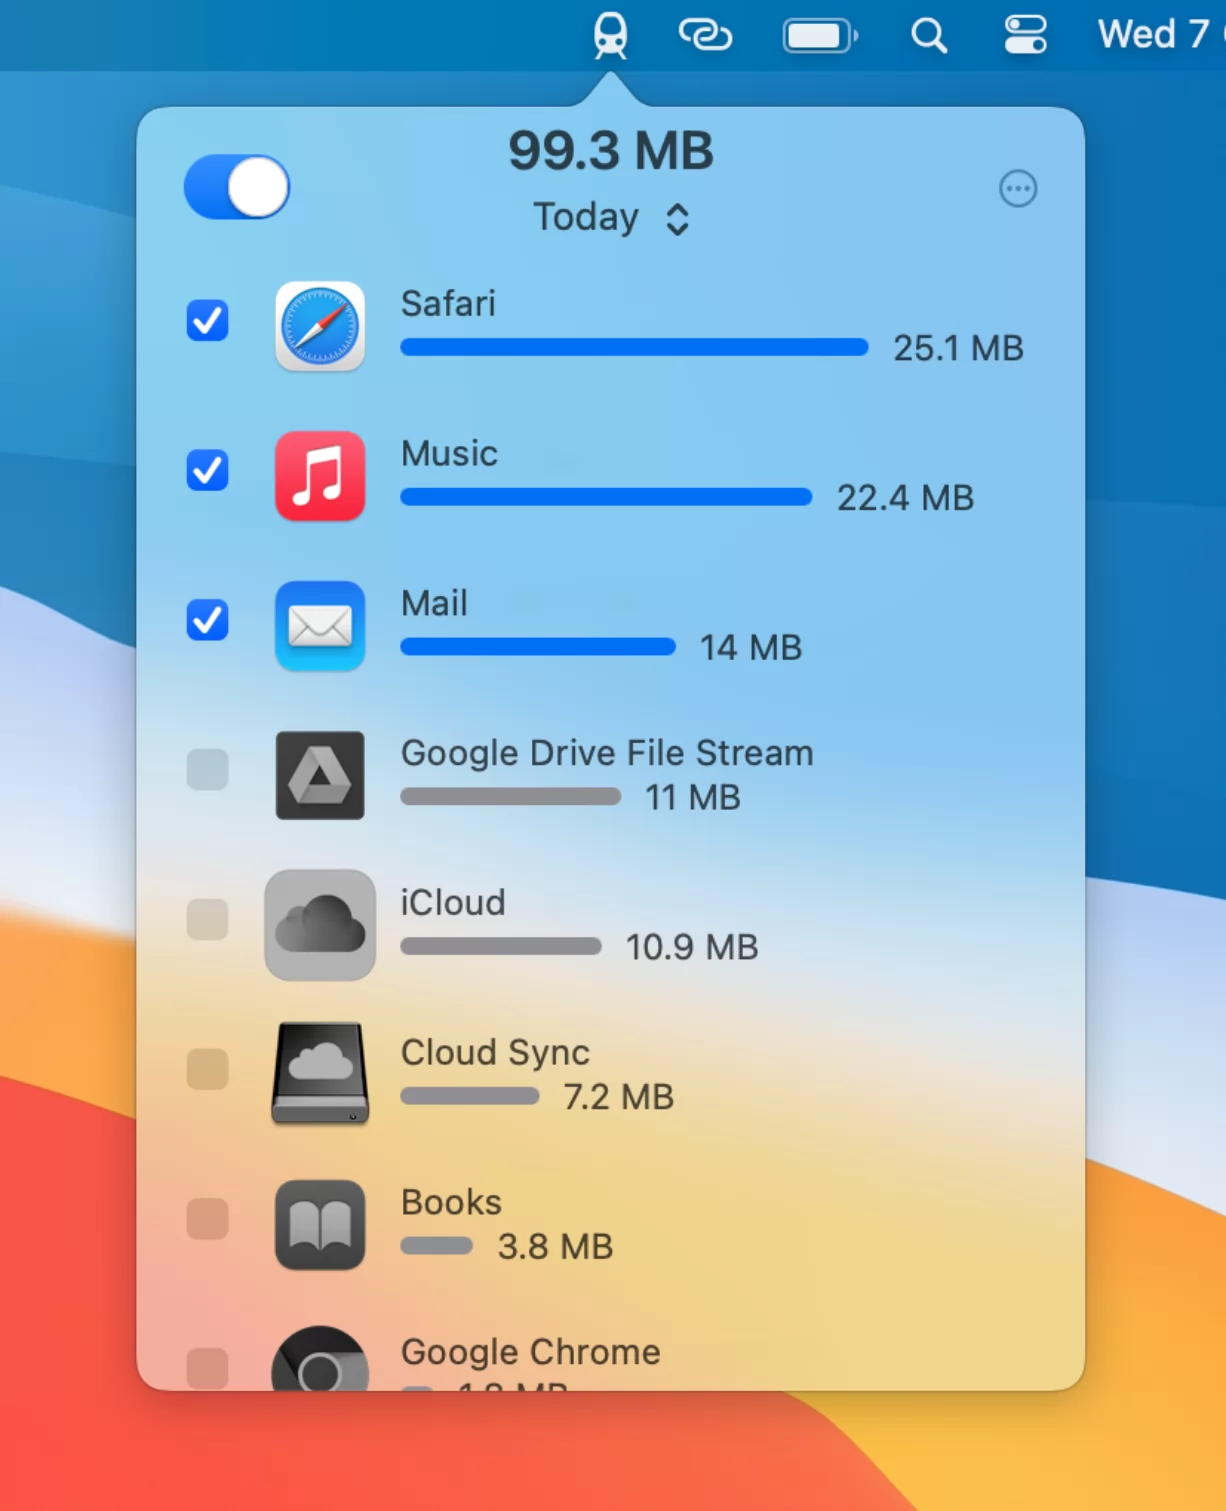 Wed 7
99.3 MB
Today
Safari
25.1 MB
Music
22.4 MB
Mail
14 MB
Google Drive File Stream
11 MB
iCloud
10.9 MB
Cloud Sync
7.2 MB
Books
3.8 MB
Google Chrome
MB